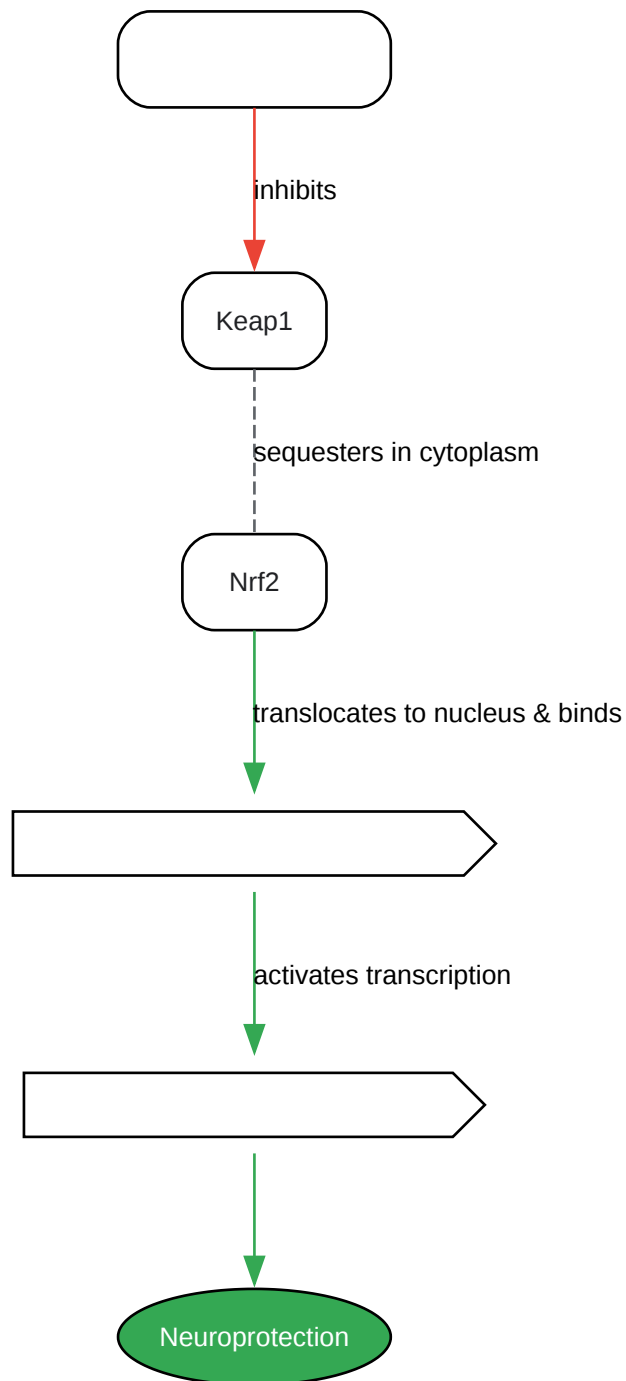 inhibits
Keap1
sequesters in cytoplasm
Nrf2
translocates to nucleus & binds
activates transcription
Neuroprotection